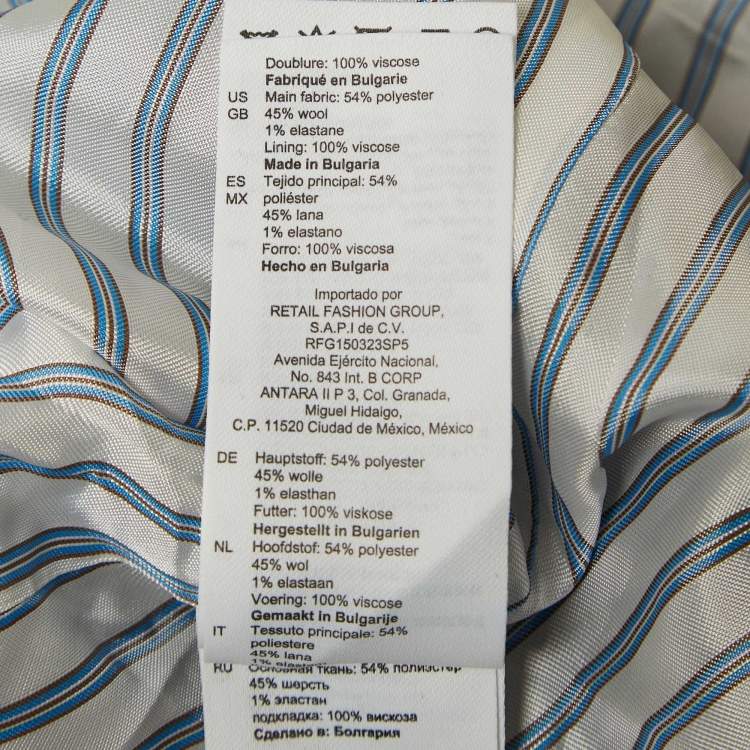 Doublure: 100% viscose
Fabriqué en Bulgarie
US Main fabric: 54% polyester
GB 45% wool
1% elastane
Lining: 100% viscose
Made in Bulgaria
ES Tejido principal: 54%
MX poliéster
45% lana
1% elastano
Forro: 100% viscosa
Hecho en Bulgaria
Importado por
RETAIL FASHION GROUP,
S.A.P.I de C.V.
RFG150323SP5
Avenida Ejército Nacional,
No. 843 Int. B CORP
ANTARA II P 3, Col. Granada,
Miguel Hidalgo,
C.P. 11520 Ciudad de México, México
DE Hauptstoff: 54% polyester
45% wolle
1% elasthan
Futter: 100% viskose
Hergestellt in Bulgarien
NL Hoofdstof: 54% polyester
45% wol
1% elastaan
Voering: 100% viscose
Gemaakt in Bulgarije
IT Tessuto principale: 54%
poliestere
45% lana
RU Основная ткань: 54% полиэстер
45% шерсть
1% эластан
подкладка: 100% вискоза
Сделано в: Болгария